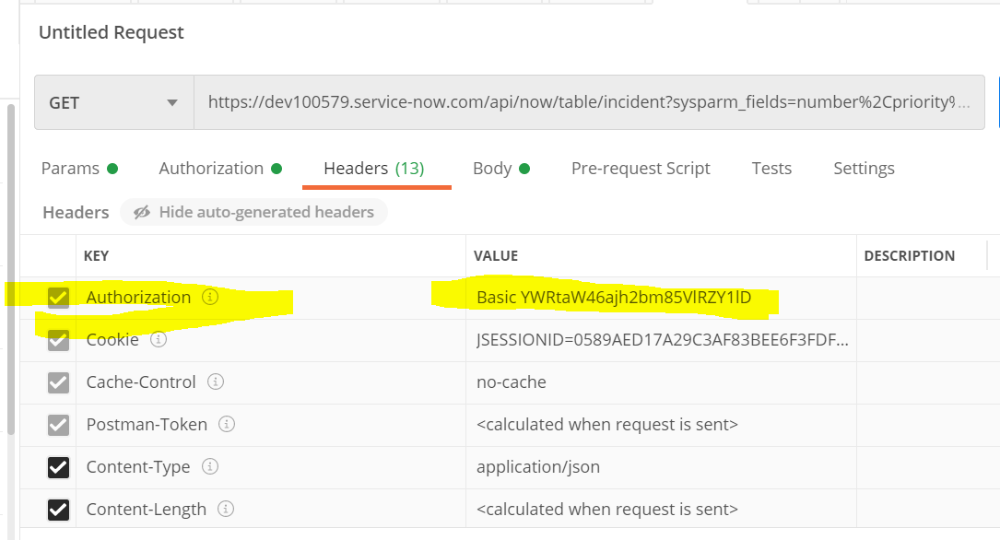 Untitled Request
GET https://dev100579.service-now.com/api/now/table/incident?sysparm_fields=number%2Cpriority%...
Params Authorization Headers (13) Body Pre-request Script Tests Settings
Headers Hide auto-generated headers
KEY VALUE DESCRIPTION
Authorization Basic YWRtaW46ajh2bm85VlRZY1lD
Cookie JSESSIONID=0589AED17A29C3AF83BEE6F3FDF...
Cache-Control no-cache
Postman-Token <calculated when request is sent>
Content-Type application/json
Content-Length <calculated when request is sent>